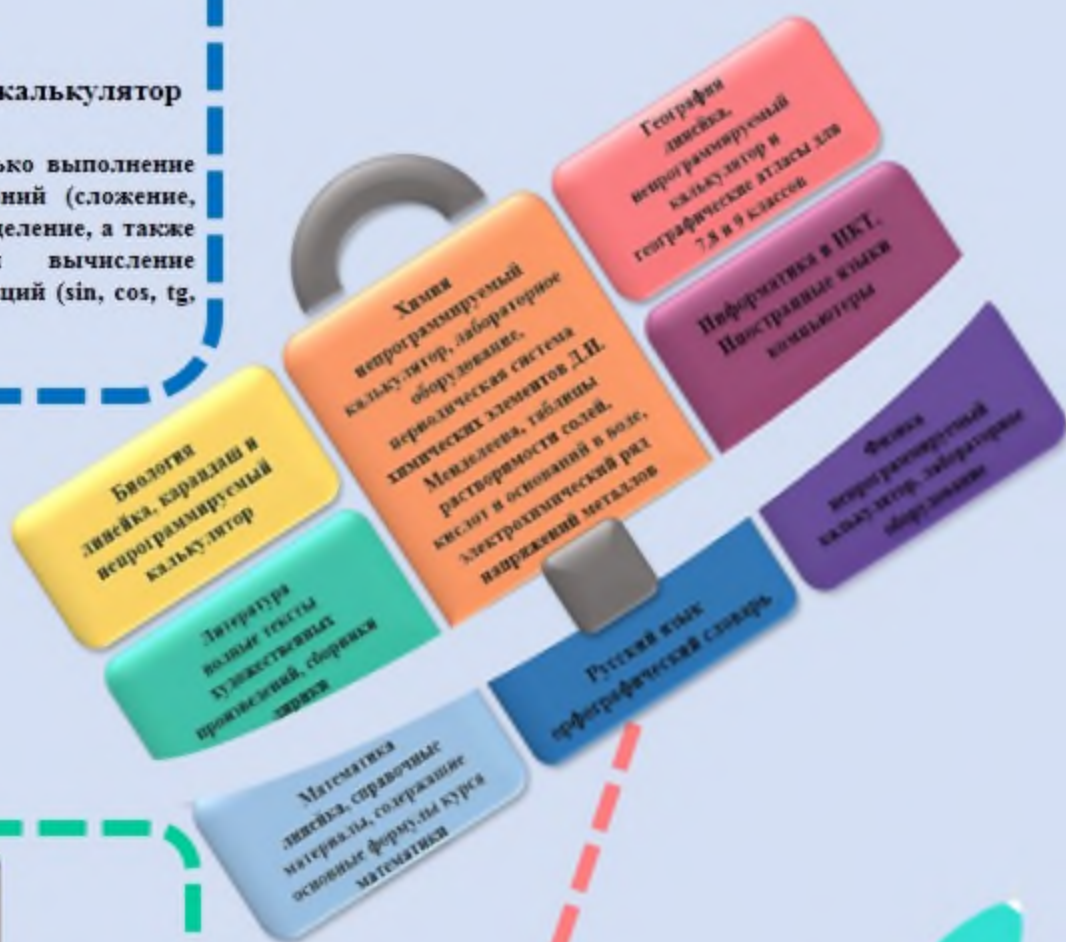 калькулятор
ько выполнение
ний (сложение,
деление, а также
вычисление
ций (sin, cos, tg,
География
линейка,
непрограммируемый
калькулятор и
географические атласы для
7,8 и 9 классов
Химия
непрограммируемый
калькулятор, лабораторное
оборудование,
периодическая система
химических элементов Д.И.
Менделеева, таблицы
растворимости солей,
кислот и оснований в воде,
электрохимический ряд
напряжений металлов
Информатика и ИКТ,
Иностранные языки
компьютеры
Биология
линейка, карандаш и
непрограммируемый
калькулятор
Физика
непрограммируемый
калькулятор, лабораторное
оборудование
Литература
полные тексты
художественных
произведений, сборники
лирики
Русский язык
орфографический словарь
Математика
линейка, справочные
материалы, содержащие
основные формулы курса
математики